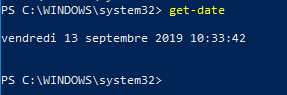 PS C:\WINDOWS\system32> get-date
vendredi 13 septembre 2019 10:33:42
PS C:\WINDOWS\system32>